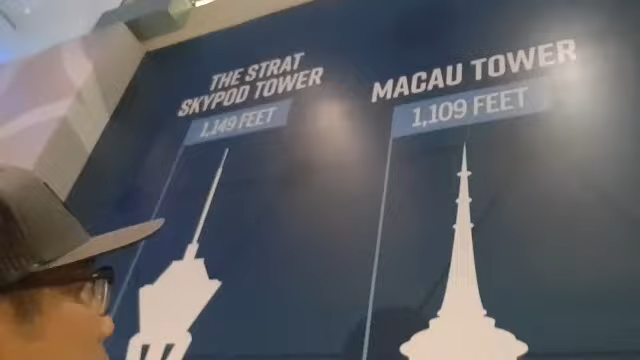 THE STRAT
SKYPOD TOWER
1,149 FEET
MACAU TOWER
1,109 FEET